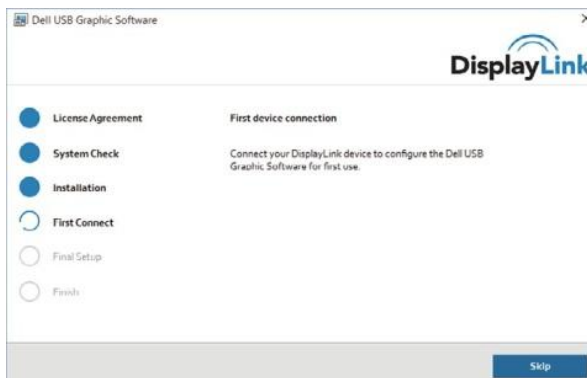 Dell USB Graphic Software
DisplayLink
License Agreement
First device connection
System Check
Connect your DisplayLink device to configure the Dell USB
Graphic Software for first use.
Installation
First Connect
Final Setup
Finish
Skip